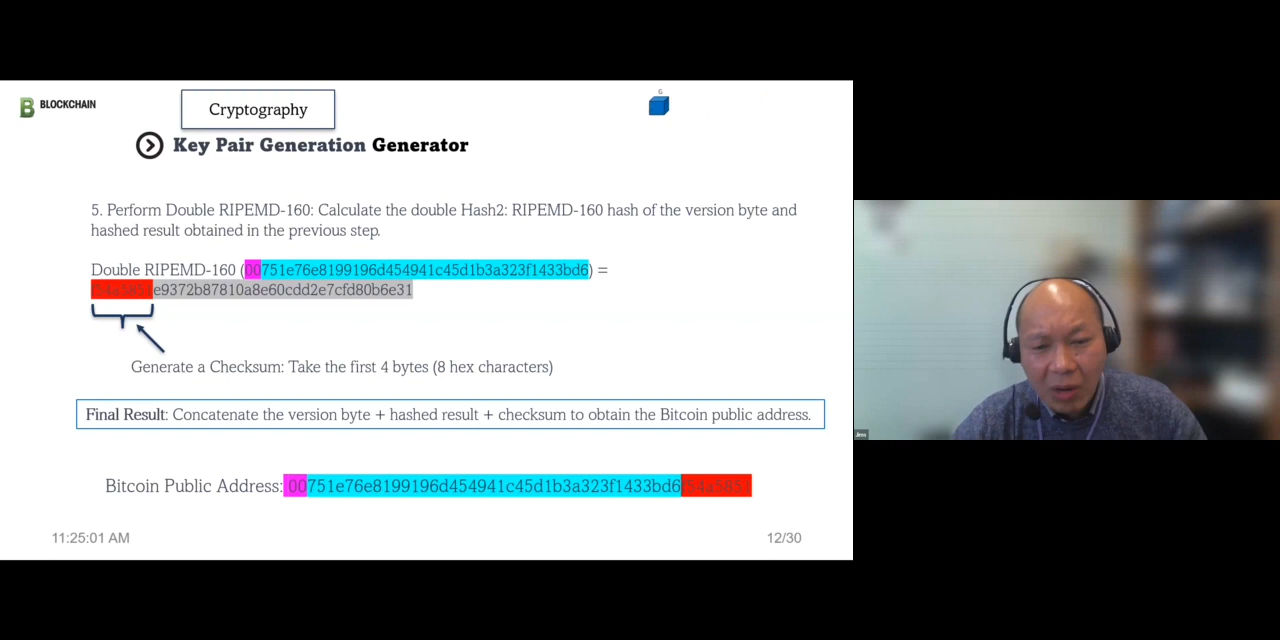 BLOCKCHAIN
Cryptography
G
Key Pair Generation Generator
5. Perform Double RIPEMD-160: Calculate the double Hash2: RIPEMD-160 hash of the version byte and
hashed result obtained in the previous step.
Double RIPEMD-160 (00751e76e8199196d454941c45d1b3a323f1433bd6) =
f54a5851e9372b87810a8e60cdd2e7cfd80b6e31
Generate a Checksum: Take the first 4 bytes (8 hex characters)
Final Result: Concatenate the version byte + hashed result + checksum to obtain the Bitcoin public address.
Bitcoin Public Address: 00751e76e8199196d454941c45d1b3a323f1433bd6f54a5851
11:25:01 AM
12/30